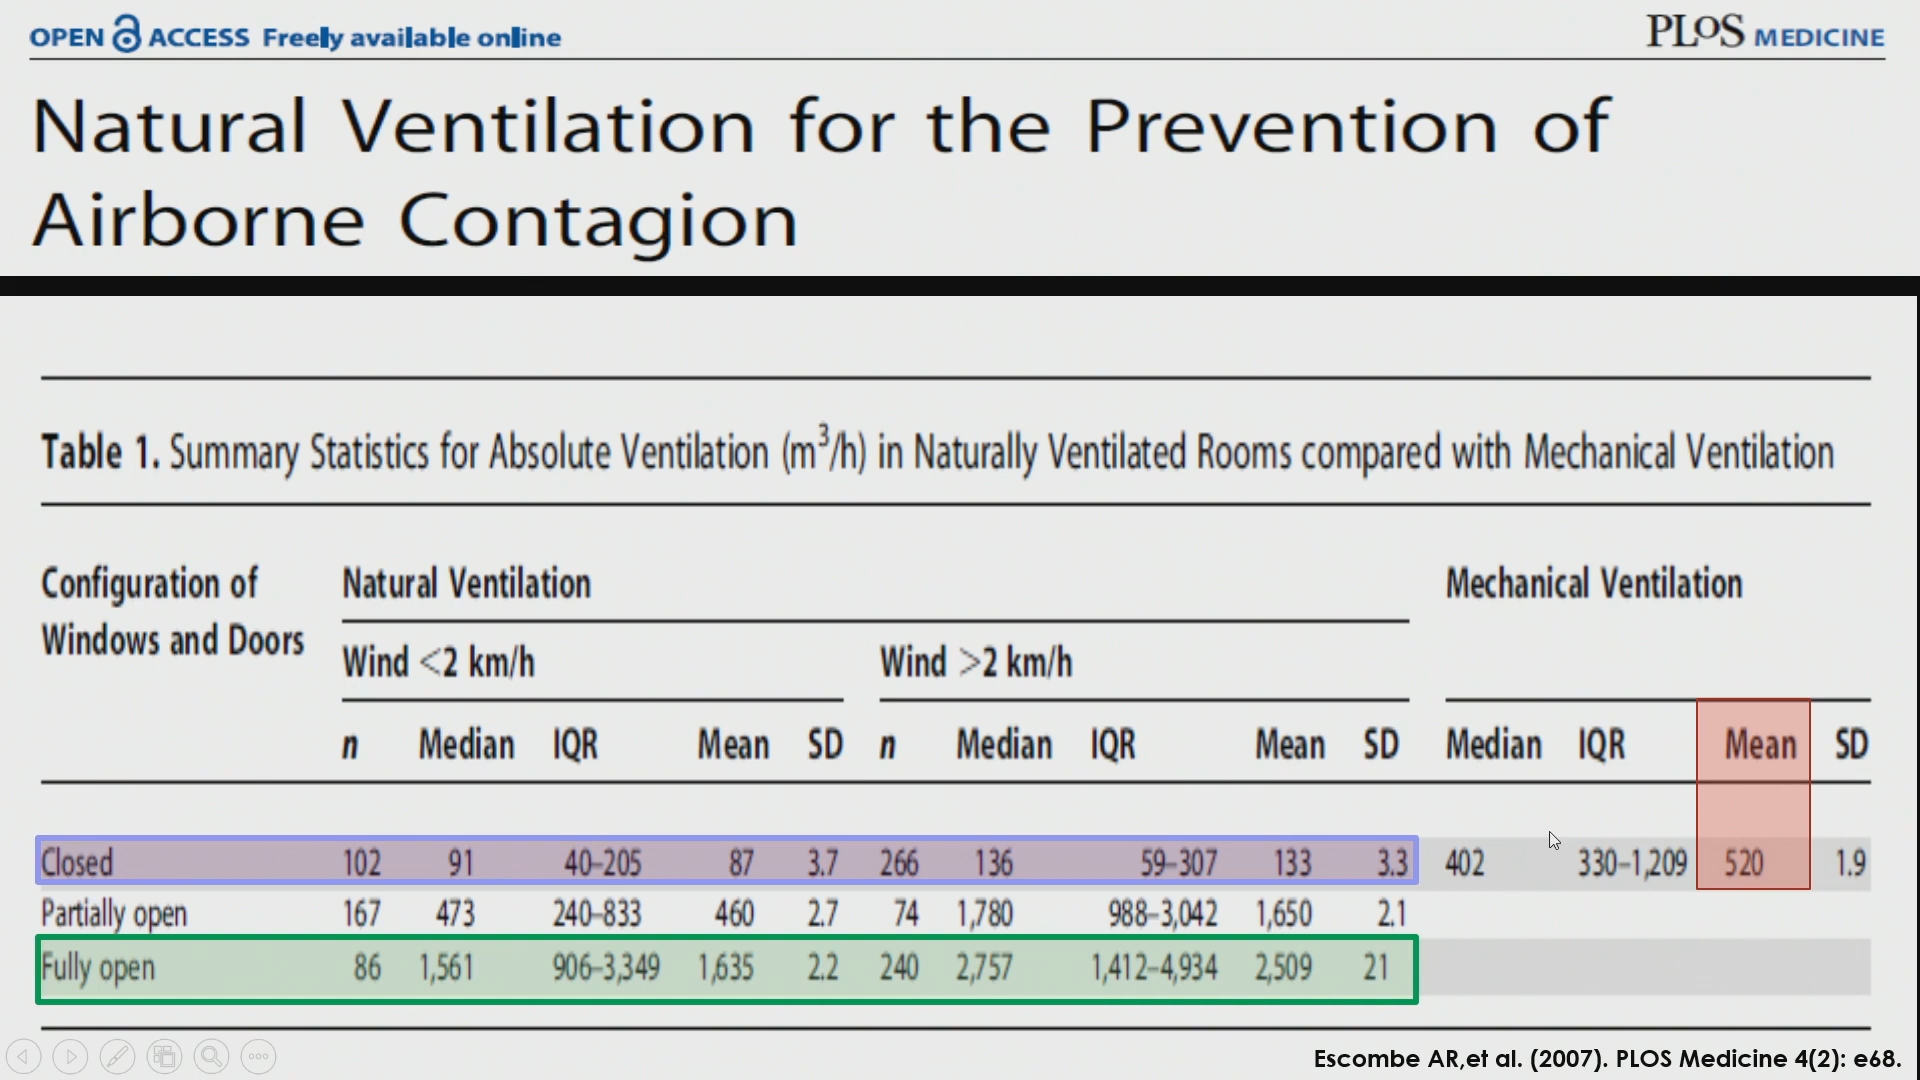 OPEN ACCESS Freely available online
PLoS MEDICINE
Natural Ventilation for the Prevention of
Airborne Contagion
Table 1. Summary Statistics for Absolute Ventilation (m³/h) in Naturally Ventilated Rooms compared with Mechanical Ventilation
Configuration of Windows and Doors
Natural Ventilation
Mechanical Ventilation
Wind <2 km/h
Wind >2 km/h
n Median IQR Mean SD n Median IQR Mean SD Median IQR Mean SD
Closed 102 91 40–205 87 3.7 266 136 59–307 133 3.3 402 330–1,209 520 1.9
Partially open 167 473 240–833 460 2.7 74 1,780 988–3,042 1,650 2.1
Fully open 86 1,561 906–3,349 1,635 2.2 240 2,757 1,412–4,934 2,509 21
Escombe AR,et al. (2007). PLOS Medicine 4(2): e68.